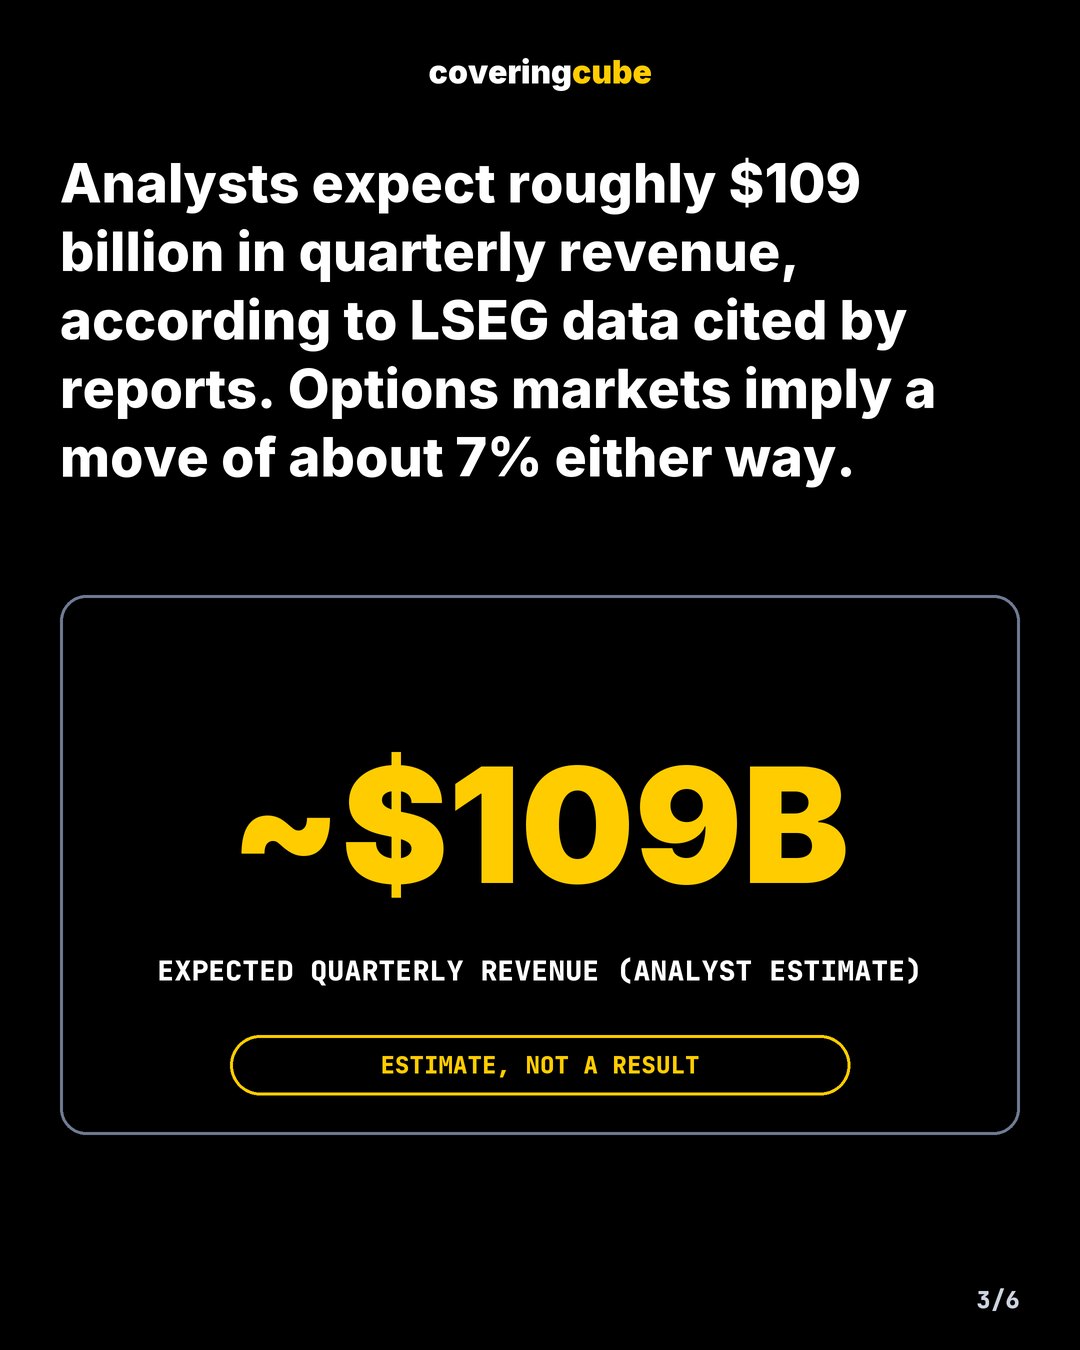 coveringcube
Analysts expect roughly $109
billion in quarterly revenue,
according to LSEG data cited by
reports. Options markets imply a
move of about 7% either way.
~$109B
EXPECTED QUARTERLY REVENUE (ANALYST ESTIMATE)
ESTIMATE, NOT A RESULT
3/6